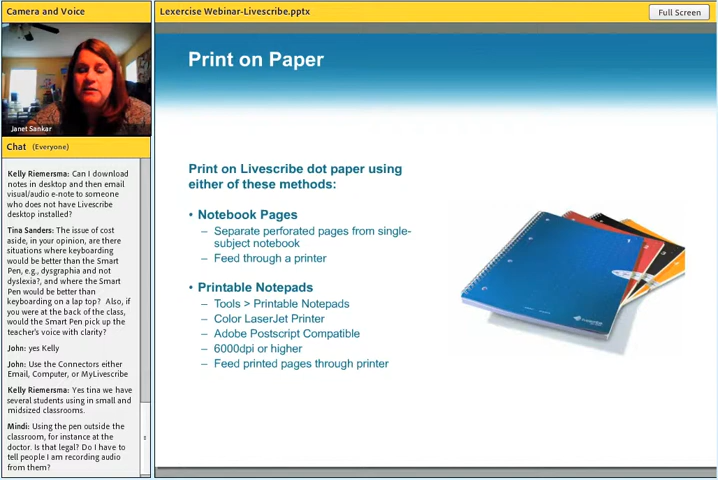 Camera and Voice
Lexercise Webinar-Livescribe.pptx
Full Screen
Janet Sankar
Chat (Everyone)
Kelly Riemersma: Can I download
notes in desktop and then email
visual/audio e-note to someone
who does not have Livescribe
desktop installed?
Tina Sanders: The issue of cost
aside, in your opinion, are there
situations where keyboarding
would be better than the Smart
Pen, e.g., dysgraphia and not
dyslexia?, and where the Smart
Pen would be better than
keyboarding on a lap top? Also, if
you were at the back of the class,
would the Smart Pen pick up the
teacher's voice with clarity?
John: yes Kelly
John: Use the Connectors either
Email, Computer, or MyLivescribe
Kelly Riemersma: Yes tina we have
several students using in small and
midsized classrooms.
Mindi: Using the pen outside the
classroom, for instance at the
doctor. Is that legal? Do I have to
tell people I am recording audio
from them?
Print on Paper
Print on Livescribe dot paper using
either of these methods:
• Notebook Pages
– Separate perforated pages from single-
subject notebook
– Feed through a printer
• Printable Notepads
– Tools > Printable Notepads
– Color LaserJet Printer
– Adobe Postscript Compatible
– 6000dpi or higher
– Feed printed pages through printer